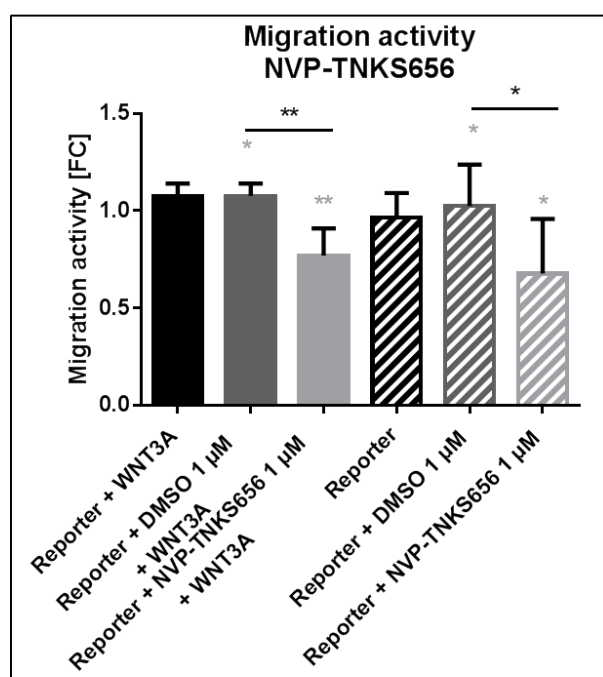 Migration activity
NVP-TNKS656
Migration activity [FC]
1.5
1.0
0.5
0.0
*
**
**
*
*
*
Reporter + WNT3A
Reporter + DMSO 1 µM
+ WNT3A
Reporter + NVP-TNKS656 1 µM
+ WNT3A
Reporter
Reporter + DMSO 1 µM
Reporter + NVP-TNKS656 1 µM